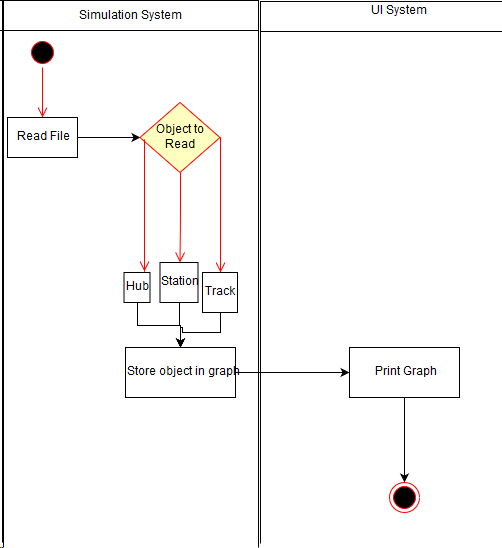 Simulation System
UI System
Read File
Object to
Read
Hub
Station
Track
Store object in graph
Print Graph